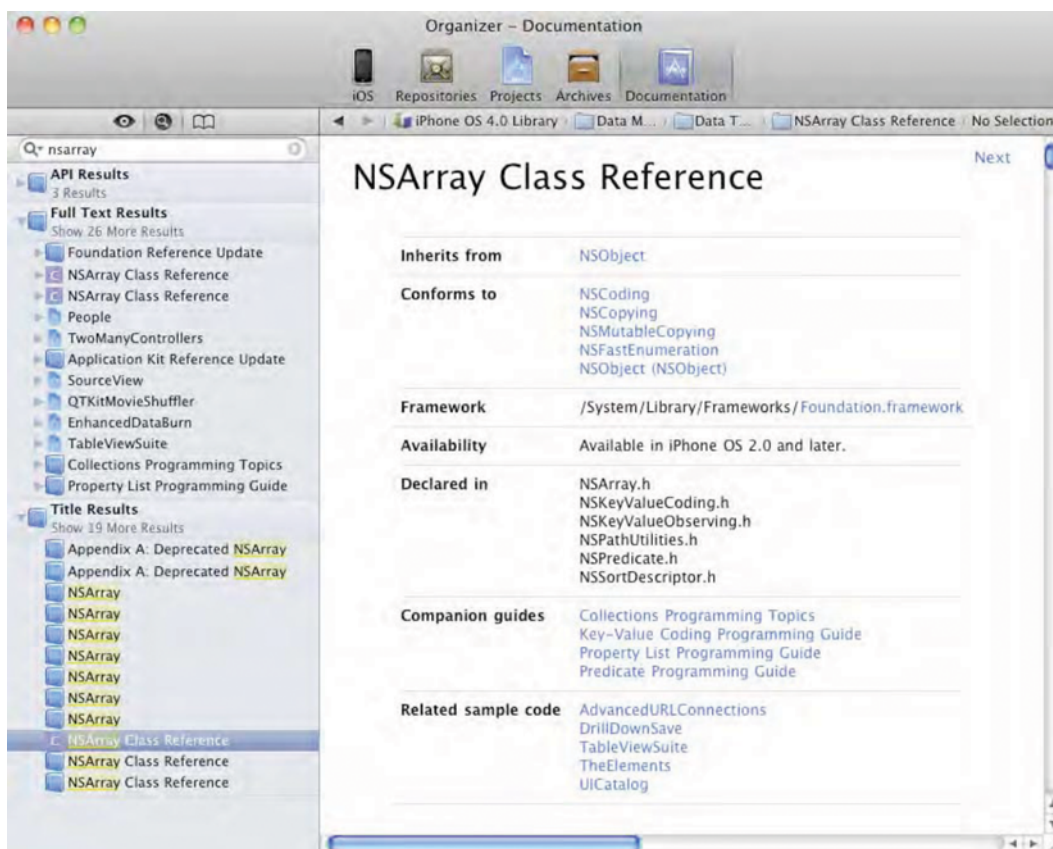 Organizer – Documentation
iOS Repositories Projects Archives Documentation
iPhone OS 4.0 Library Data M... Data T... NSArray Class Reference No Selection
nsarray
API Results
3 Results
Full Text Results
Show 26 More Results
Foundation Reference Update
NSArray Class Reference
NSArray Class Reference
People
TwoManyControllers
Application Kit Reference Update
SourceView
QTKitMovieShuffler
EnhancedDataBurn
TableViewSuite
Collections Programming Topics
Property List Programming Guide
Title Results
Show 19 More Results
Appendix A: Deprecated NSArray
Appendix A: Deprecated NSArray
NSArray
NSArray
NSArray
NSArray
NSArray
NSArray
NSArray
NSArray Class Reference
NSArray Class Reference
NSArray Class Reference
Next
NSArray Class Reference
Inherits from NSObject
Conforms to NSCoding
NSCopying
NSMutableCopying
NSFastEnumeration
NSObject (NSObject)
Framework /System/Library/Frameworks/Foundation.framework
Availability Available in iPhone OS 2.0 and later.
Declared in NSArray.h
NSKeyValueCoding.h
NSKeyValueObserving.h
NSPathUtilities.h
NSPredicate.h
NSSortDescriptor.h
Companion guides Collections Programming Topics
Key-Value Coding Programming Guide
Property List Programming Guide
Predicate Programming Guide
Related sample code AdvancedURLConnections
DrillDownSave
TableViewSuite
TheElements
UICatalog